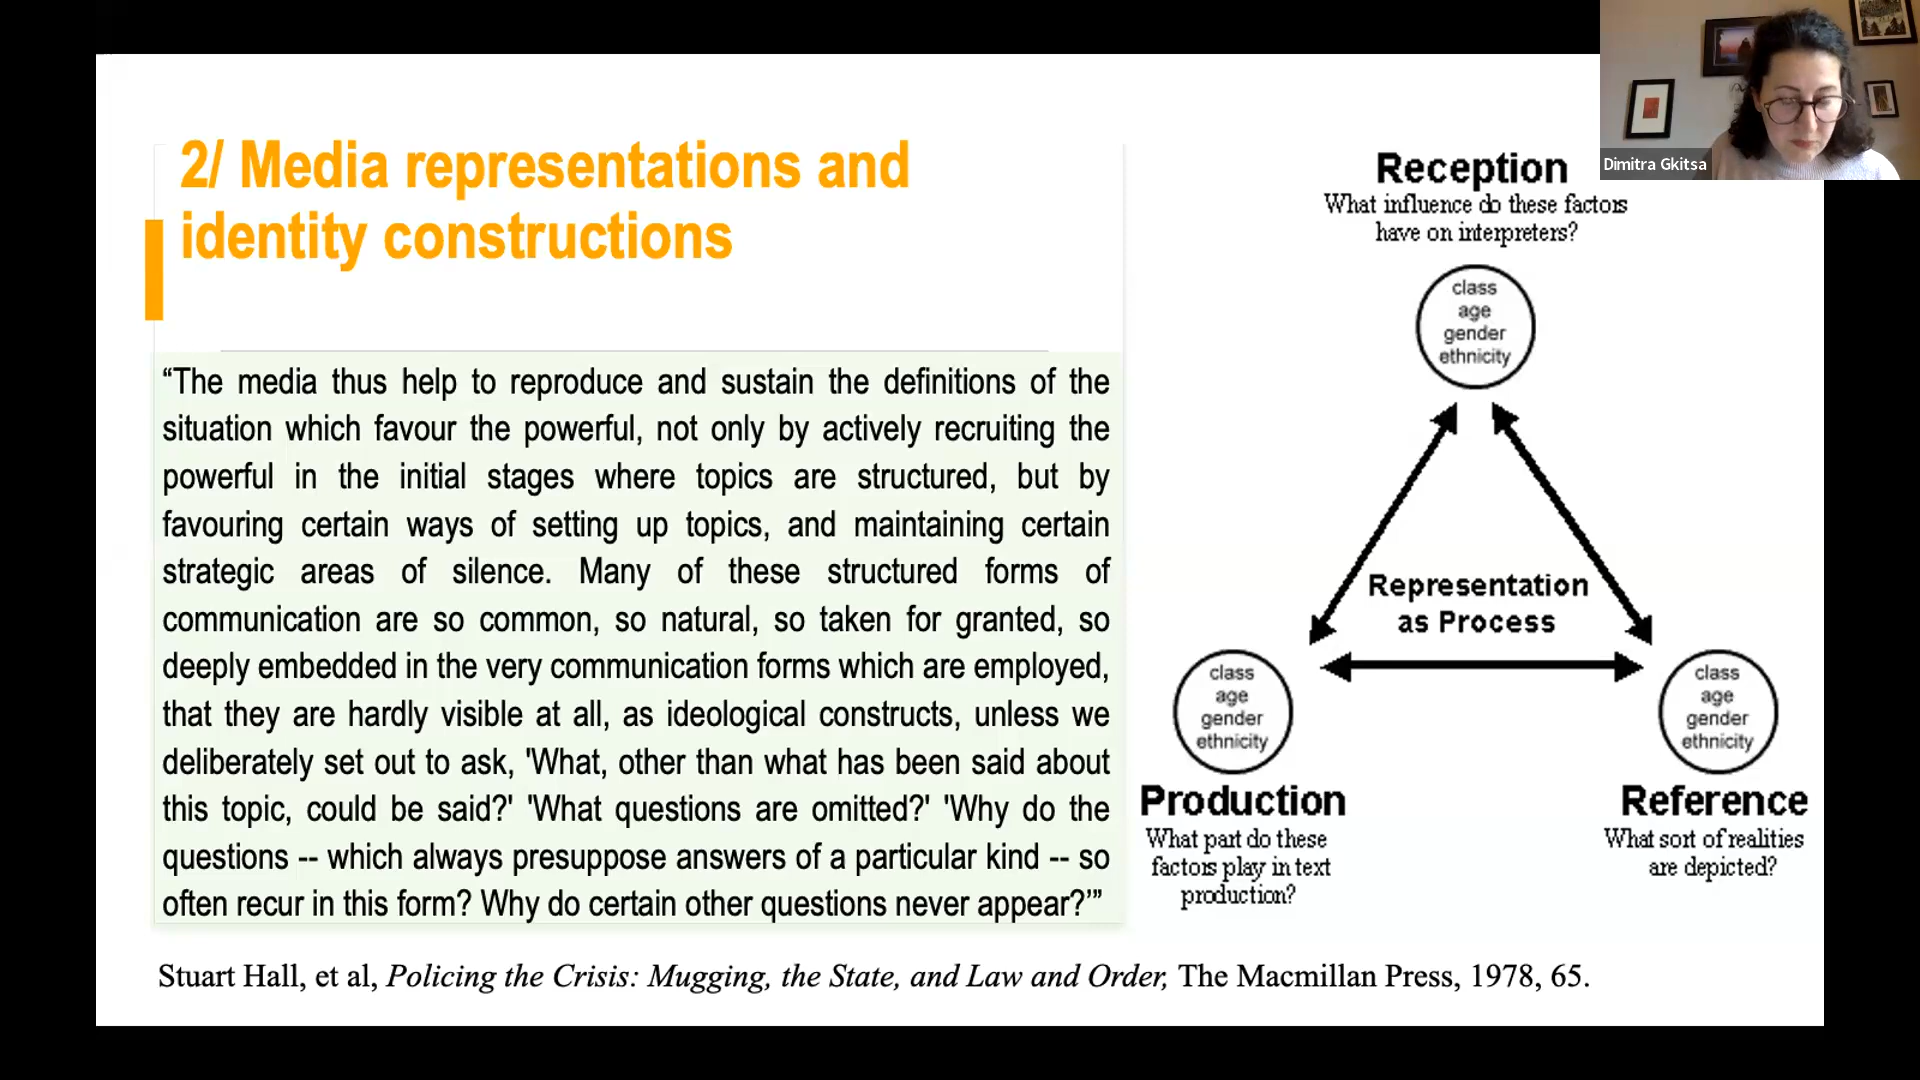 2/ Media representations and
identity constructions
“The media thus help to reproduce and sustain the definitions of the
situation which favour the powerful, not only by actively recruiting the
powerful in the initial stages where topics are structured, but by
favouring certain ways of setting up topics, and maintaining certain
strategic areas of silence. Many of these structured forms of
communication are so common, so natural, so taken for granted, so
deeply embedded in the very communication forms which are employed,
that they are hardly visible at all, as ideological constructs, unless we
deliberately set out to ask, 'What, other than what has been said about
this topic, could be said?' 'What questions are omitted?' 'Why do the
questions -- which always presuppose answers of a particular kind -- so
often recur in this form? Why do certain other questions never appear?'”
Stuart Hall, et al, Policing the Crisis: Mugging, the State, and Law and Order, The Macmillan Press, 1978, 65.
Reception
What influence do these factors
have on interpreters?
class
age
gender
ethnicity
Representation
as Process
class
age
gender
ethnicity
Production
What part do these
factors play in text
production?
class
age
gender
ethnicity
Reference
What sort of realities
are depicted?
Dimitra Gkitsa